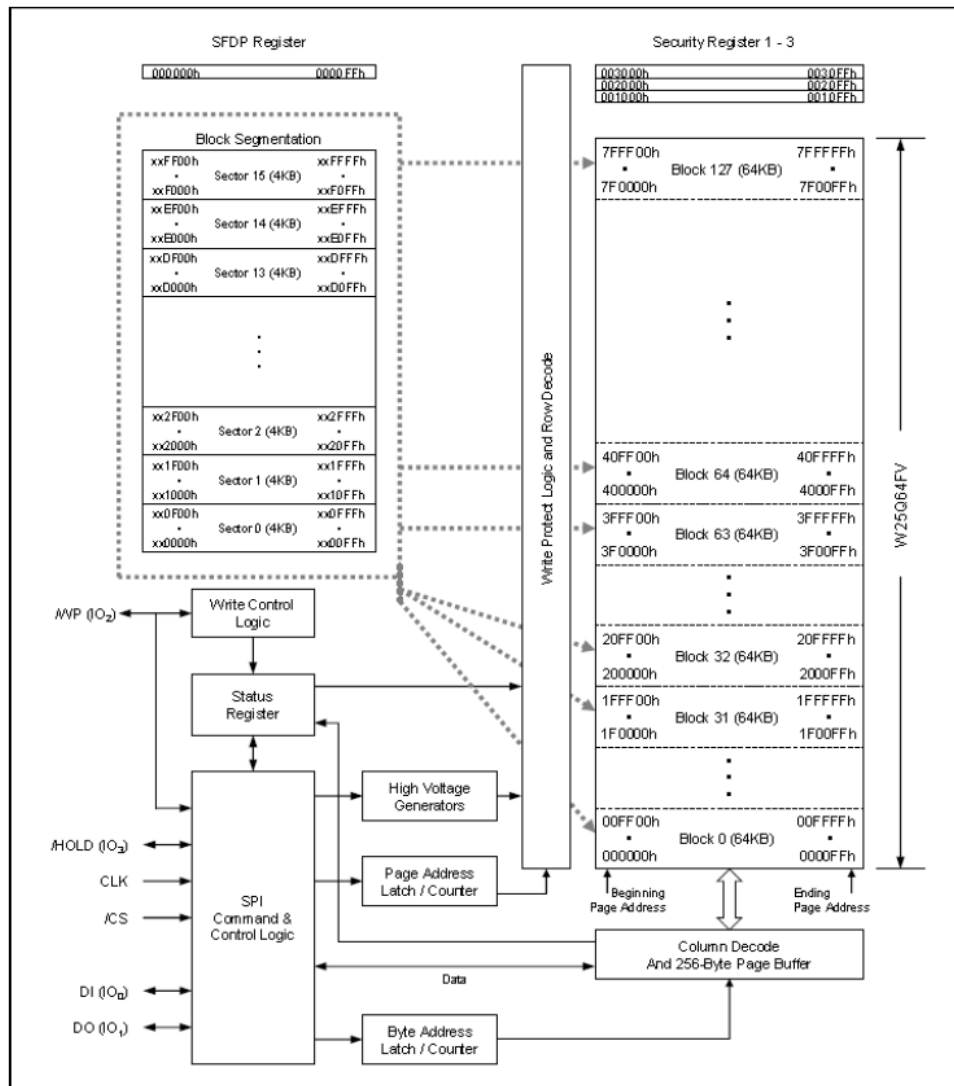 SFDP Register
000000h 0000FFh
Security Register 1 - 3
003000h 0030FFh
002000h 0020FFh
001000h 0010FFh
Block Segmentation
xxFF00h xxFFFFh
Sector 15 (4KB)
xxF000h xxF0FFh
xxEF00h xxEFFFh
Sector 14 (4KB)
xxE000h xxE0FFh
xxDF00h xxDFFFh
Sector 13 (4KB)
xxD000h xxD0FFh
xx2F00h xx2FFFh
Sector 2 (4KB)
xx2000h xx20FFh
xx1F00h xx1FFFh
Sector 1 (4KB)
xx1000h xx10FFh
xx0F00h xx0FFFh
Sector 0 (4KB)
xx0000h xx00FFh
Write Protect Logic and Row Decode
7FFF00h 7FFFFFh
Block 127 (64KB)
7F0000h 7F00FFh
40FF00h 40FFFFh
Block 64 (64KB)
400000h 4000FFh
3FFF00h 3FFFFFh
Block 63 (64KB)
3F0000h 3F00FFh
20FF00h 20FFFFh
Block 32 (64KB)
200000h 2000FFh
1FFF00h 1FFFFFh
Block 31 (64KB)
1F0000h 1F00FFh
00FF00h 00FFFFh
Block 0 (64KB)
000000h 0000FFh
W25Q64FV
Beginning
Page Address
Ending
Page Address
/WP (IO2)
Write Control
Logic
Status
Register
High Voltage
Generators
/HOLD (IO3)
CLK
/CS
SPI
Command &
Control Logic
Page Address
Latch / Counter
Column Decode
And 256-Byte Page Buffer
Data
DI (IO0)
DO (IO1)
Byte Address
Latch / Counter